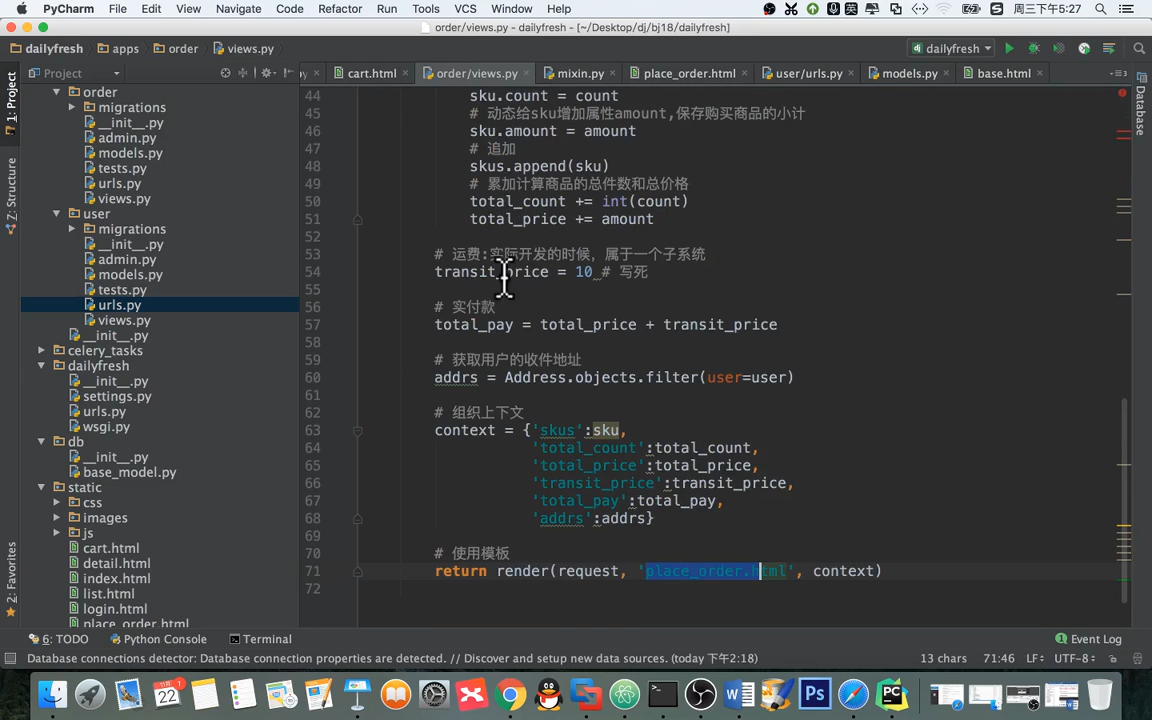 PyCharm File Edit View Navigate Code Refactor Run Tools VCS Window Help 周三下午5:27
order/views.py - dailyfresh - [~/Desktop/dj/bj18/dailyfresh]
dailyfresh apps order views.py dailyfresh
Project cart.html order/views.py mixin.py place_order.html user/urls.py models.py base.html
1: Project
Z: Structure
2: Favorites
Database
order
migrations
__init__.py
admin.py
models.py
tests.py
urls.py
views.py
user
migrations
__init__.py
admin.py
models.py
tests.py
urls.py
views.py
__init__.py
celery_tasks
dailyfresh
__init__.py
settings.py
urls.py
wsgi.py
db
__init__.py
base_model.py
static
css
images
js
cart.html
detail.html
index.html
list.html
login.html
place_order.html
44 sku.count = count
45 # 动态给sku增加属性amount,保存购买商品的小计
46 sku.amount = amount
47 # 追加
48 skus.append(sku)
49 # 累加计算商品的总件数和总价格
50 total_count += int(count)
51 total_price += amount
52
53 # 运费:实际开发的时候，属于一个子系统
54 transit_price = 10 # 写死
55
56 # 实付款
57 total_pay = total_price + transit_price
58
59 # 获取用户的收件地址
60 addrs = Address.objects.filter(user=user)
61
62 # 组织上下文
63 context = {'skus':sku,
64 'total_count':total_count,
65 'total_price':total_price,
66 'transit_price':transit_price,
67 'total_pay':total_pay,
68 'addrs':addrs}
69
70 # 使用模板
71 return render(request, 'place_order.html', context)
72
6: TODO Python Console Terminal 1 Event Log
Database connections detector: Database connection properties are detected. // Discover and setup new data sources. (today 下午2:18) 13 chars 71:46 LF÷ UTF-8÷